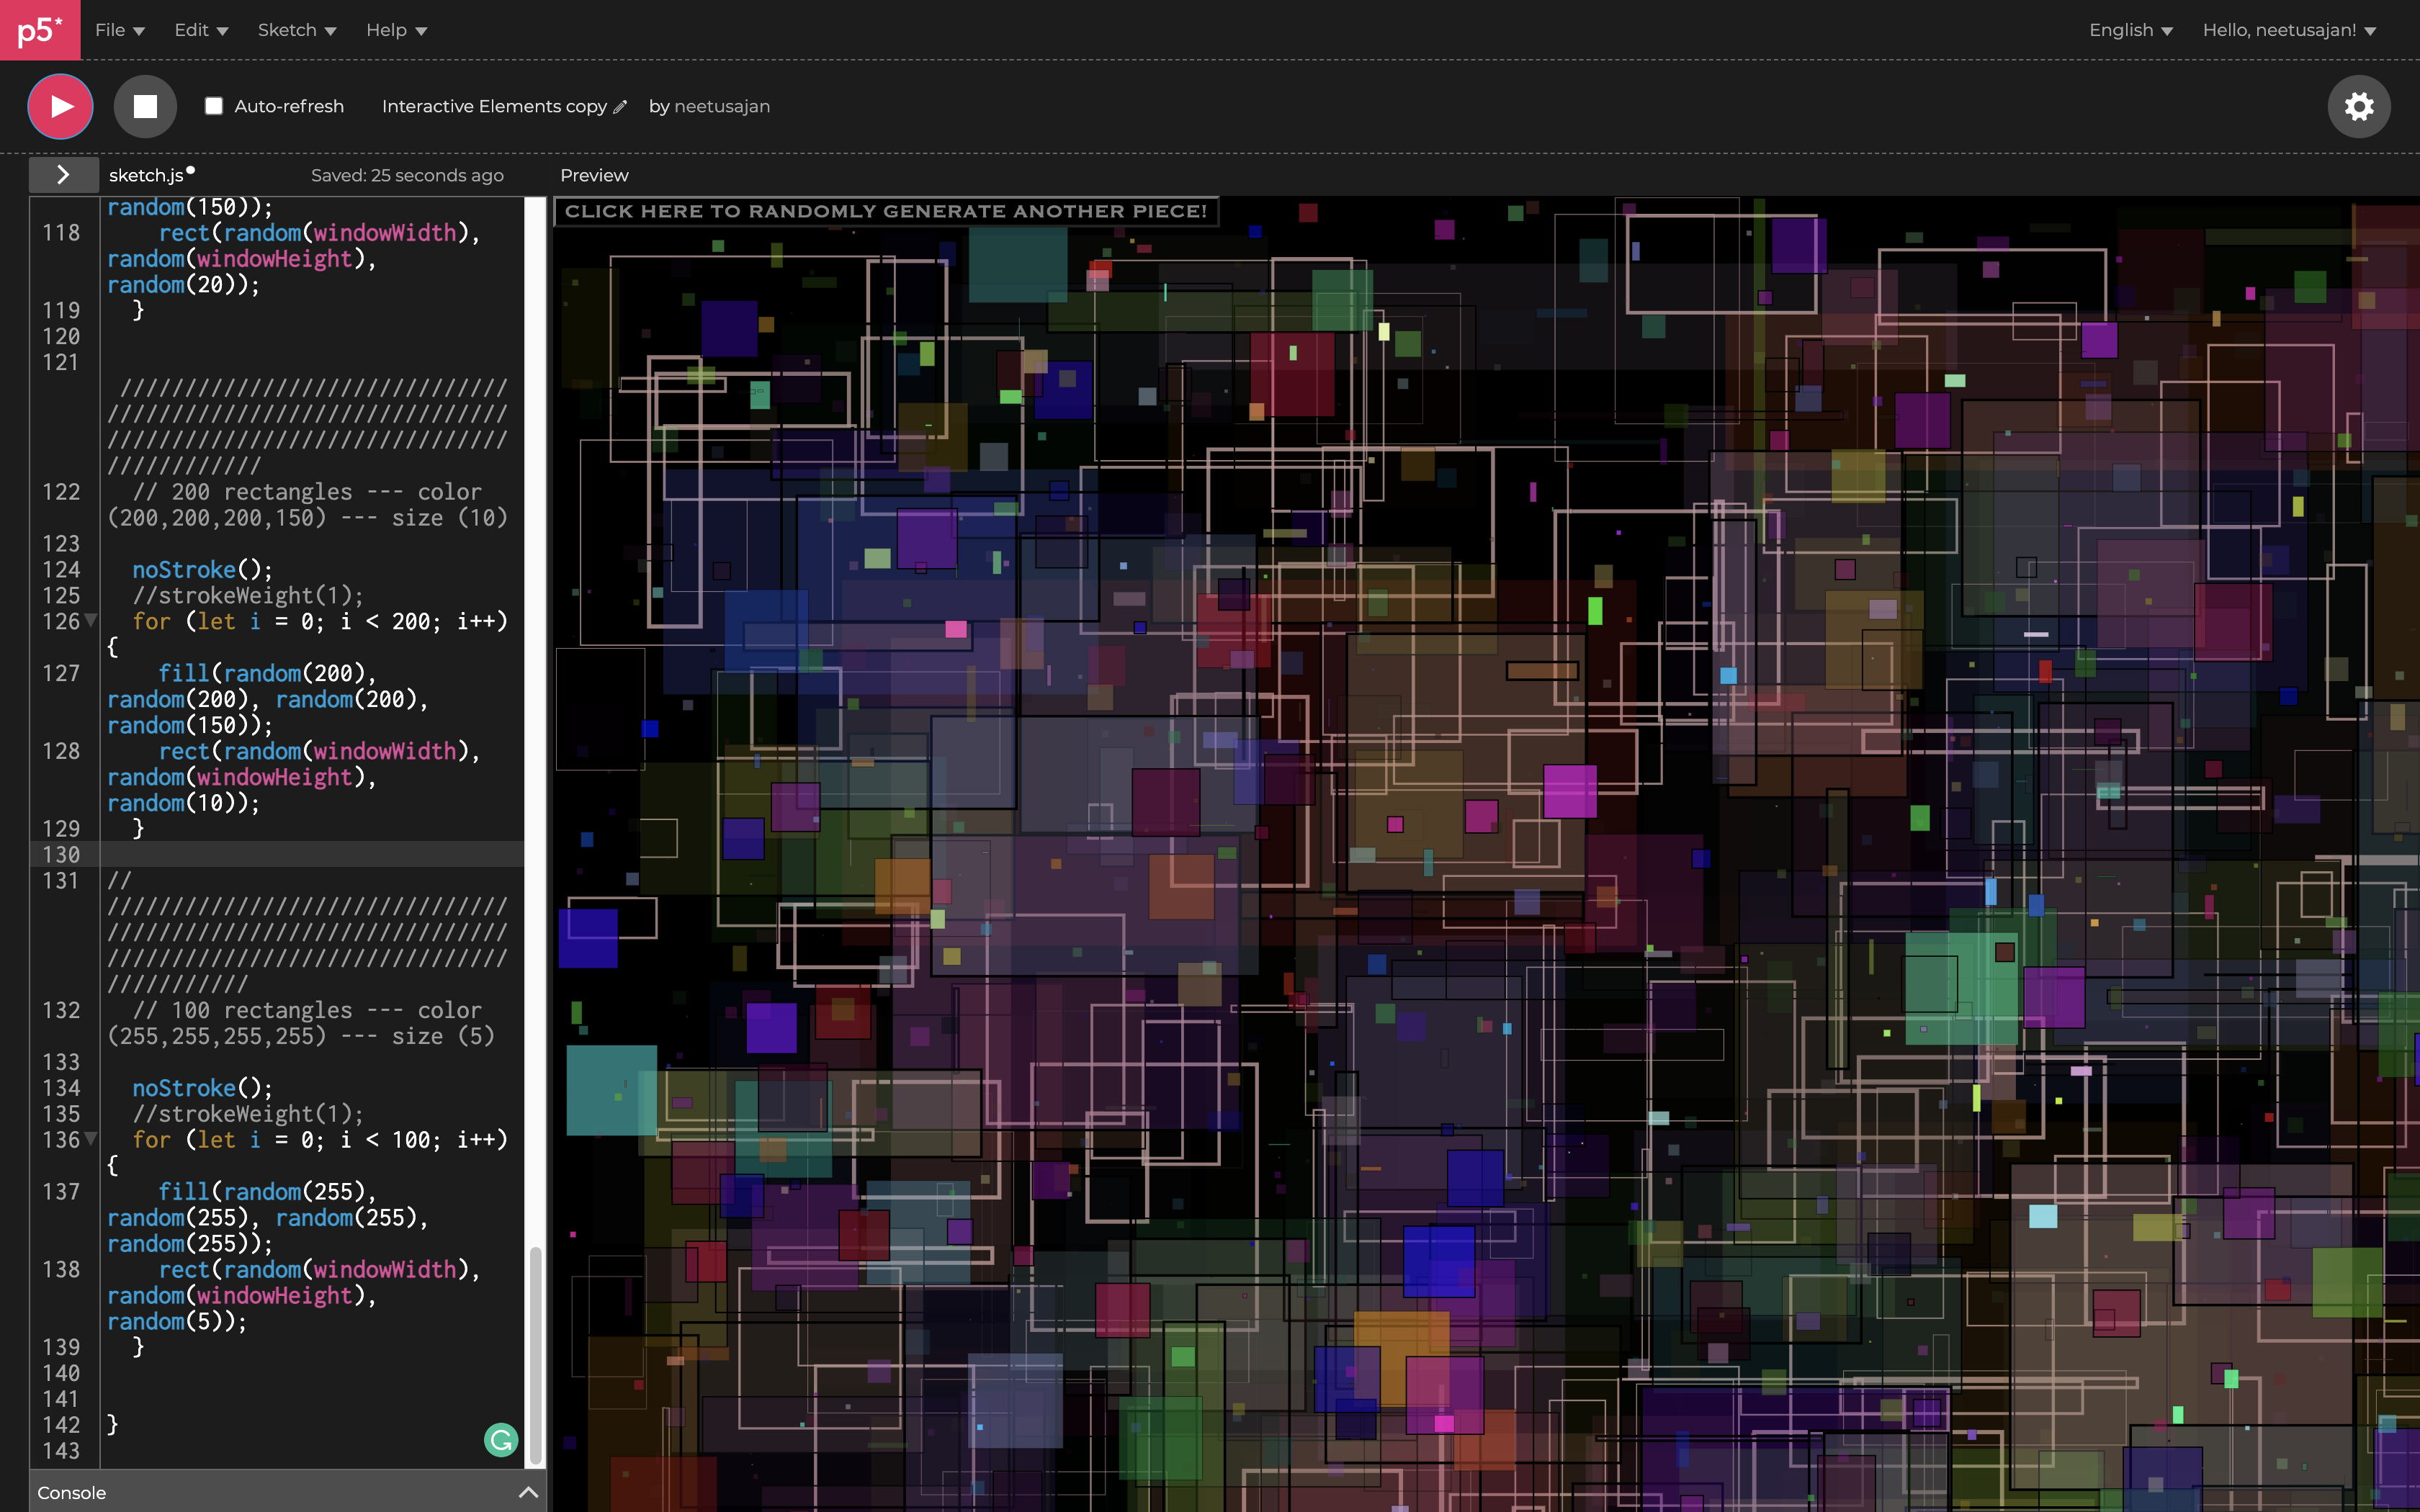 p5*
File
Edit
Sketch
Help
English
Hello, neetusajan!
Auto-refresh
Interactive Elements copy
by neetusajan
sketch.js
Saved: 25 seconds ago
Preview
CLICK HERE TO RANDOMLY GENERATE ANOTHER PIECE!
random(150));
118 rect(random(windowWidth),
random(windowHeight),
random(20));
119 }
120
121
///////////////////////////////
///////////////////////////////
///////////////////////////////
////////////
122 // 200 rectangles --- color
(200,200,200,150) --- size (10)
123
124 noStroke();
125 //strokeWeight(1);
126 for (let i = 0; i < 200; i++)
{
127 fill(random(200),
random(200), random(200),
random(150));
128 rect(random(windowWidth),
random(windowHeight),
random(10));
129 }
130
131 //
///////////////////////////////
///////////////////////////////
///////////////////////////////
///////////
132 // 100 rectangles --- color
(255,255,255,255) --- size (5)
133
134 noStroke();
135 //strokeWeight(1);
136 for (let i = 0; i < 100; i++)
{
137 fill(random(255),
random(255), random(255),
random(255));
138 rect(random(windowWidth),
random(windowHeight),
random(5));
139 }
140
141
142 }
143
Console